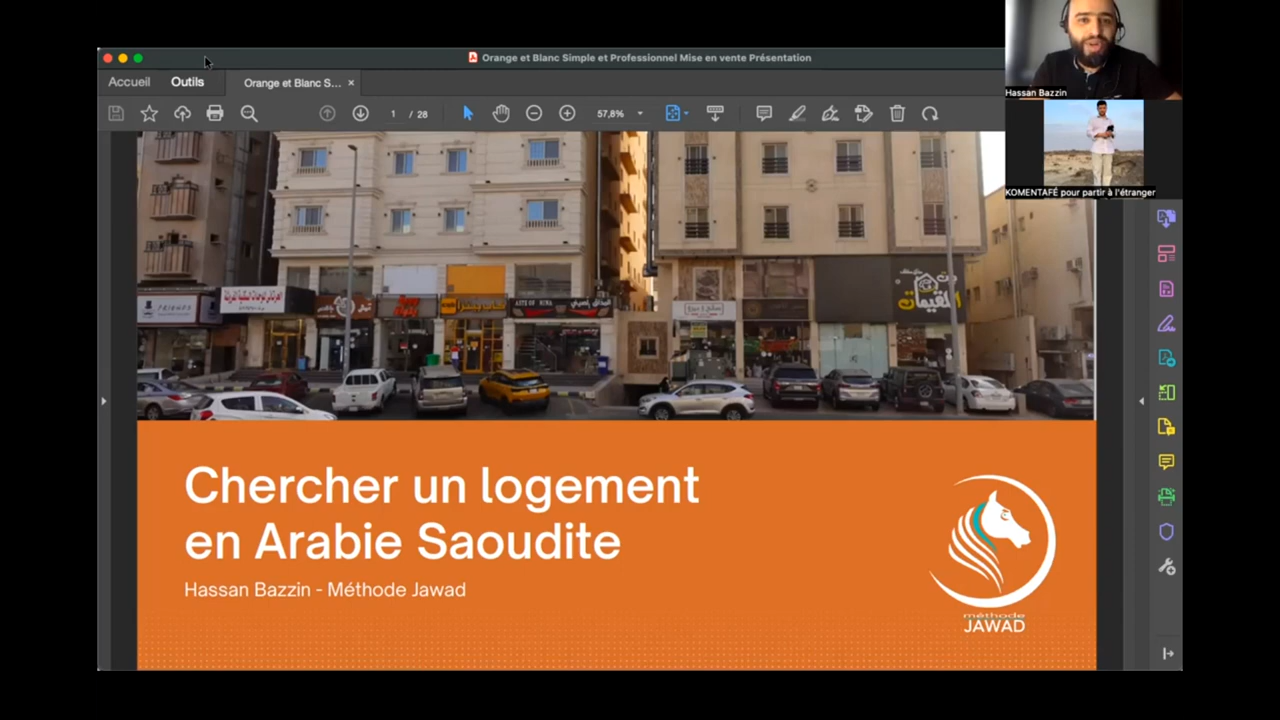 Orange et Blanc Simple et Professionnel Mise en vente Présentation
Accueil
Outils
Orange et Blanc S... ×
1 / 28
57,8%
Hassan Bazzin
KOMENTAFÉ pour partir à l'étranger
Chercher un logement
en Arabie Saoudite
Hassan Bazzin - Méthode Jawad
méthode
JAWAD